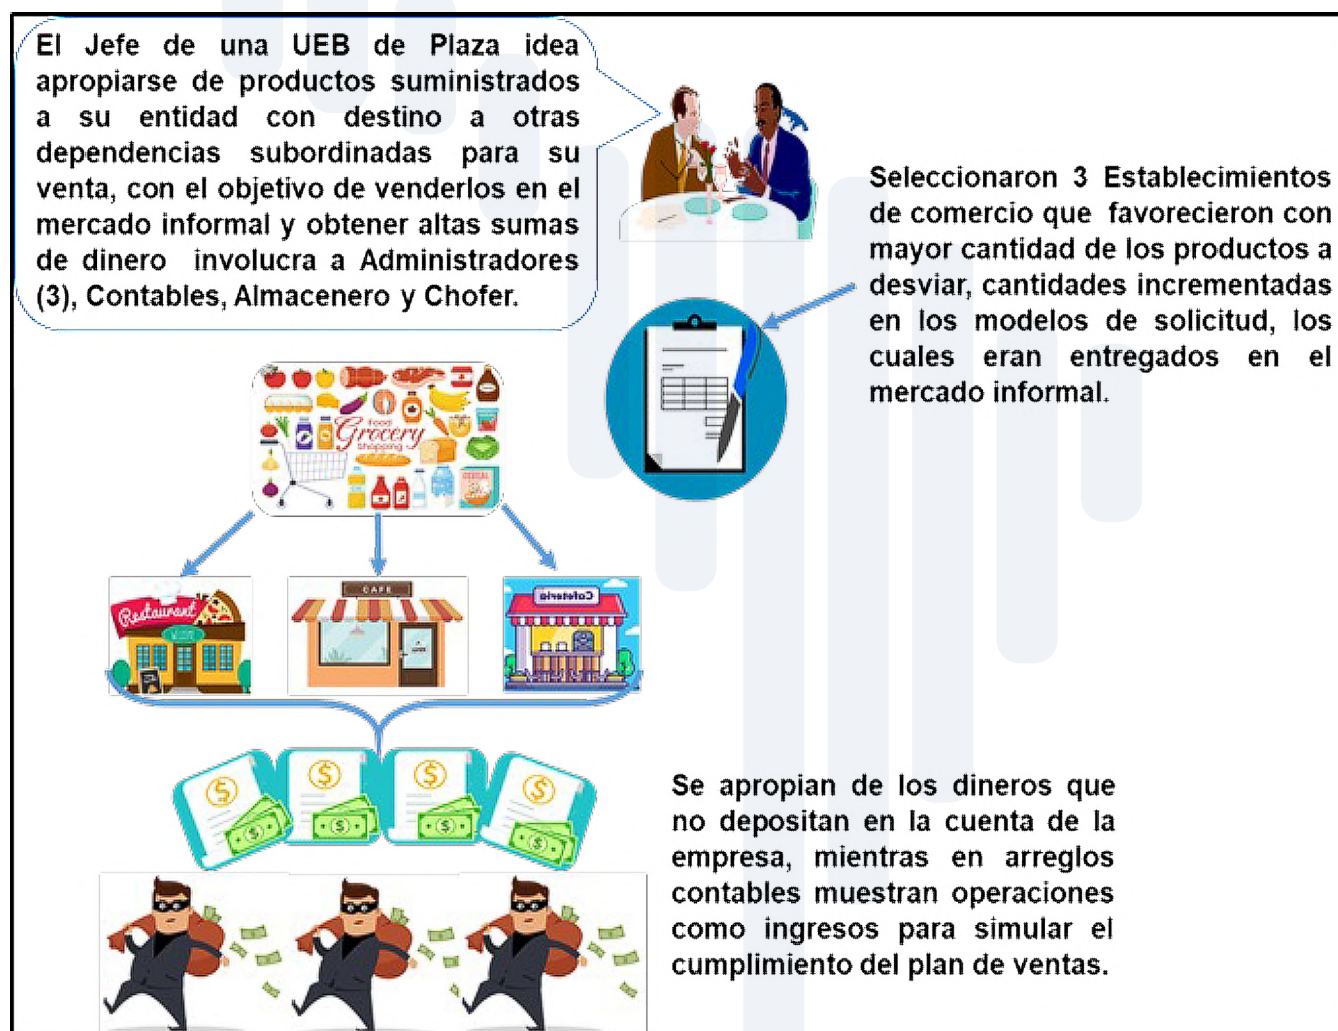 El Jefe de una UEB de Plaza idea
apropiarse de productos suministrados
a su entidad con destino a otras
dependencias subordinadas para su
venta, con el objetivo de venderlos en el
mercado informal y obtener altas sumas
de dinero involucra a Administradores
(3), Contables, Almacenero y Chofer.
Seleccionaron 3 Establecimientos
de comercio que favorecieron con
mayor cantidad de los productos a
desviar, cantidades incrementadas
en los modelos de solicitud, los
cuales eran entregados en el
mercado informal.
Food
Grocery
Shopping
CEREAL
Restaurant
WELCOME
CAFE
Cafeteria
Se apropian de los dineros que
no depositan en la cuenta de la
empresa, mientras en arreglos
contables muestran operaciones
como ingresos para simular el
cumplimiento del plan de ventas.